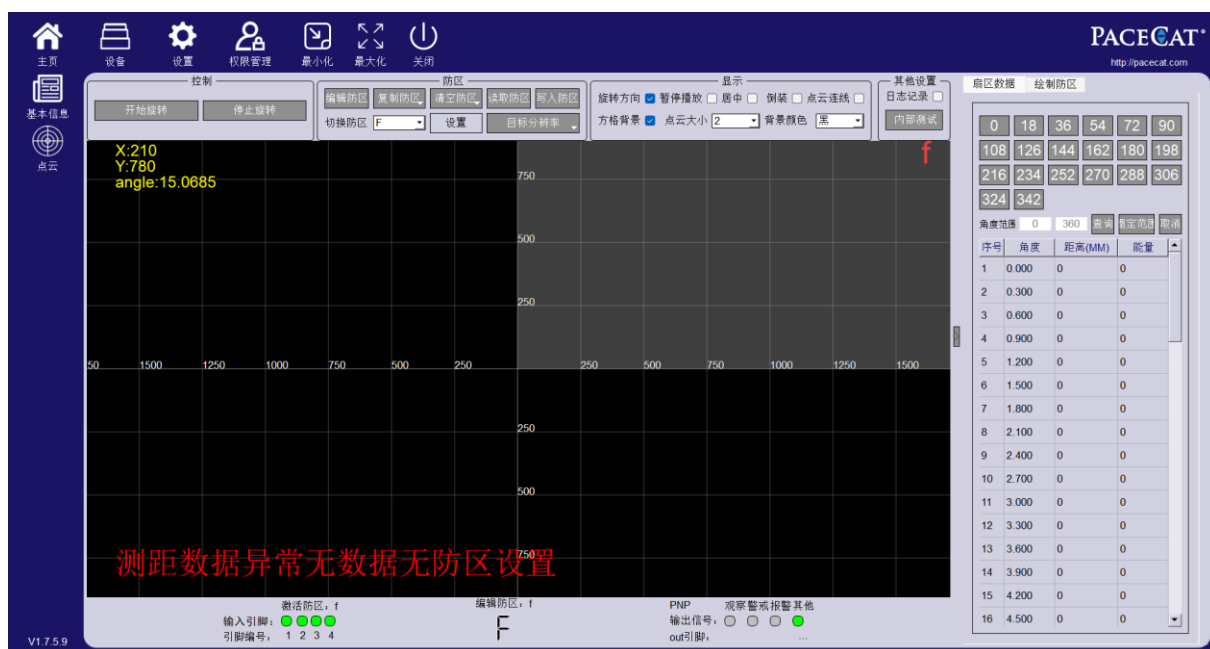 主页 设备 设置 权限管理 最小化 最大化 关闭
PACECAT
http://pacecat.com
基本信息
点云
V1.7.5.9
控制
开始旋转 停止旋转
防区
编辑防区 复制防区 清空防区 读取防区 写入防区
切换防区 F 设置 目标分辨率
显示
旋转方向 暂停播放 居中 倒装 点云连线
方格背景 点云大小 2 背景颜色 黑
其他设置
日志记录
内部测试
X:210
Y:780
angle:15.0685
f
750
500
250
50 1500 1250 1000 750 500 250 250 500 750 1000 1250 1500
250
500
750
测距数据异常无数据无防区设置
激活防区：f
输入引脚：
引脚编号： 1 2 3 4
编辑防区：f
F
PNP 观察 警戒 报警 其他
输出信号：
out引脚： ...
扇区数据 绘制防区
0 18 36 54 72 90
108 126 144 162 180 198
216 234 252 270 288 306
324 342
角度范围 0 360 查询 取消
序号 角度 距离(MM) 能量
1 0.000 0 0
2 0.300 0 0
3 0.600 0 0
4 0.900 0 0
5 1.200 0 0
6 1.500 0 0
7 1.800 0 0
8 2.100 0 0
9 2.400 0 0
10 2.700 0 0
11 3.000 0 0
12 3.300 0 0
13 3.600 0 0
14 3.900 0 0
15 4.200 0 0
16 4.500 0 0